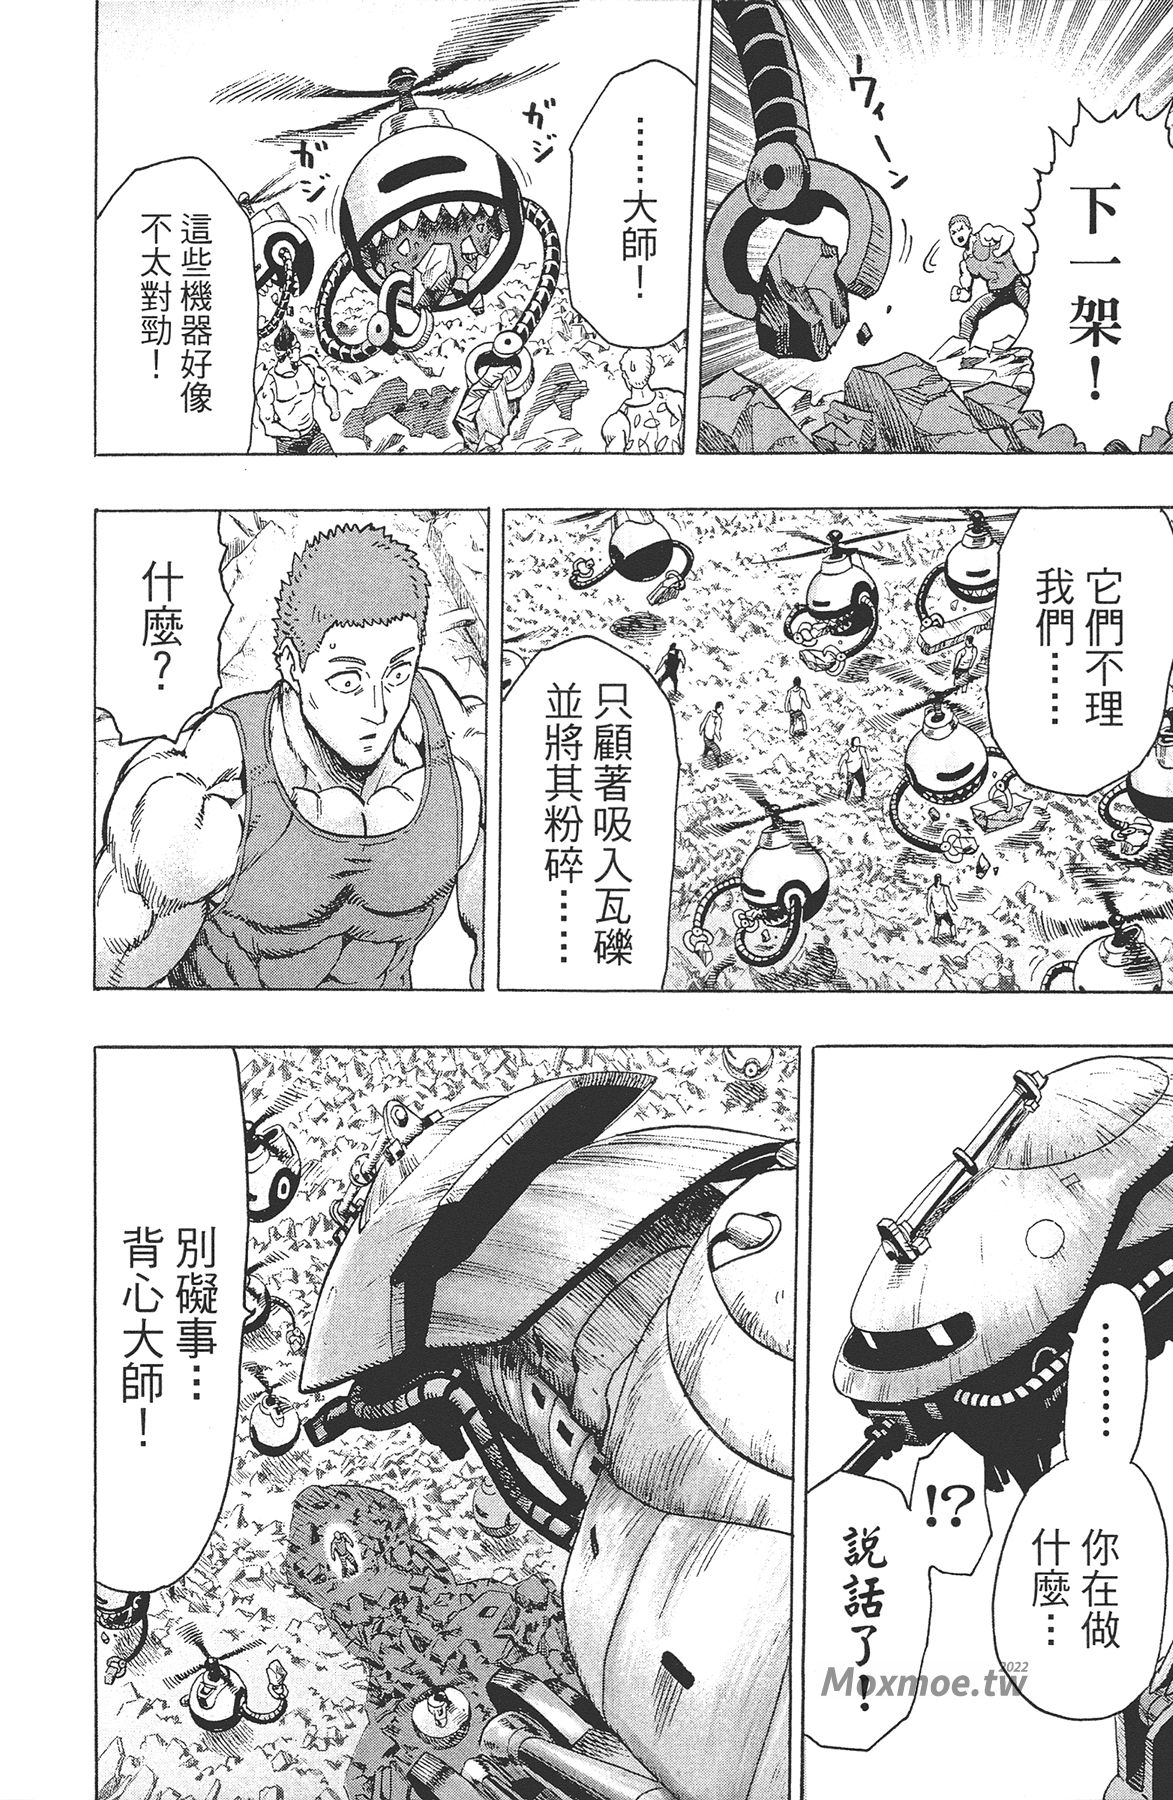 下一架！
ウィーン
……大師！
ガジ
ガジ
這些機器好像
不太對勁！
它們不理
我們……
只顧著吸入瓦礫
並將其粉碎……
什麼？
……
你在做
什麼…
!?
說話了！
別礙事…
背心大師！
Moxmoe.tw
2022